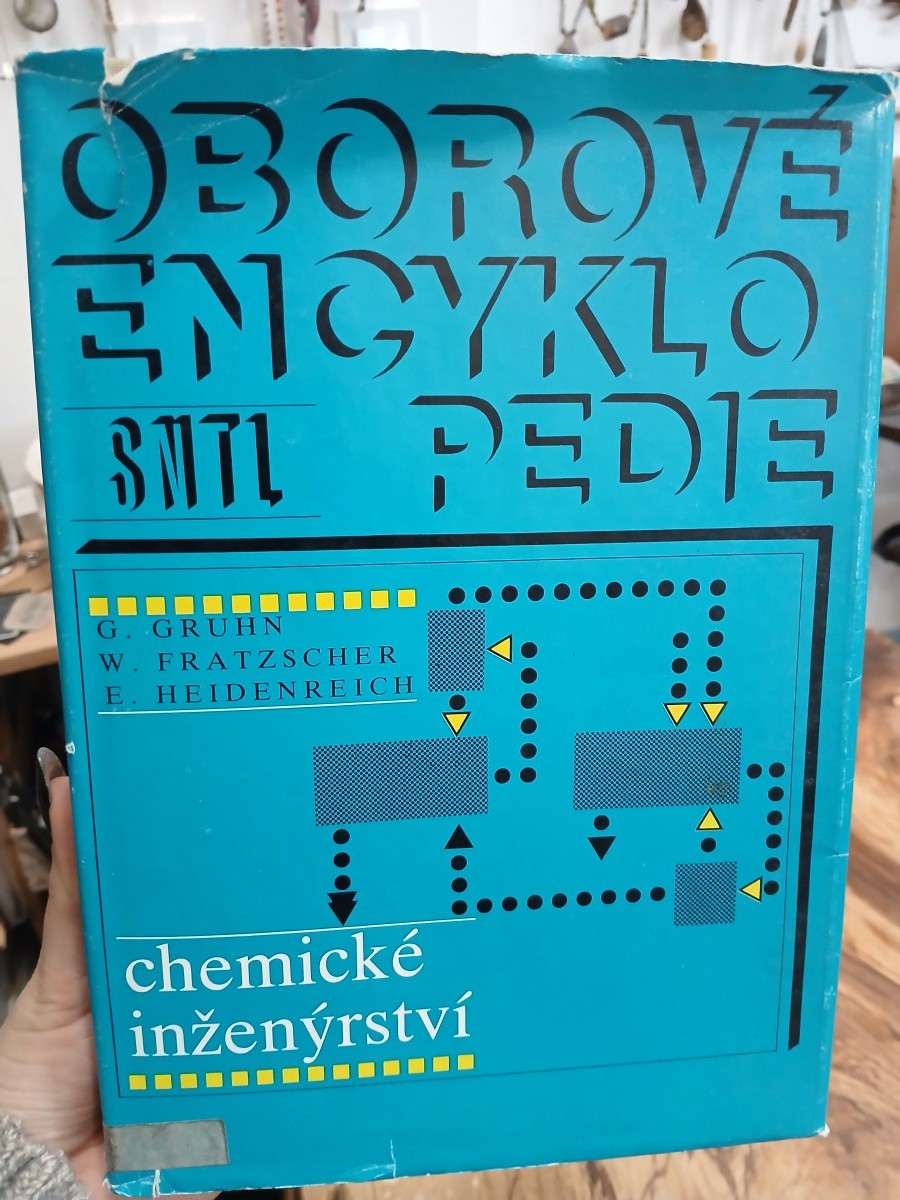 OBOROVÉ
ENCYKLO
SNTL PEDIE
G. GRUHN
W. FRATZSCHER
E. HEIDENREICH
chemické
inženýrství